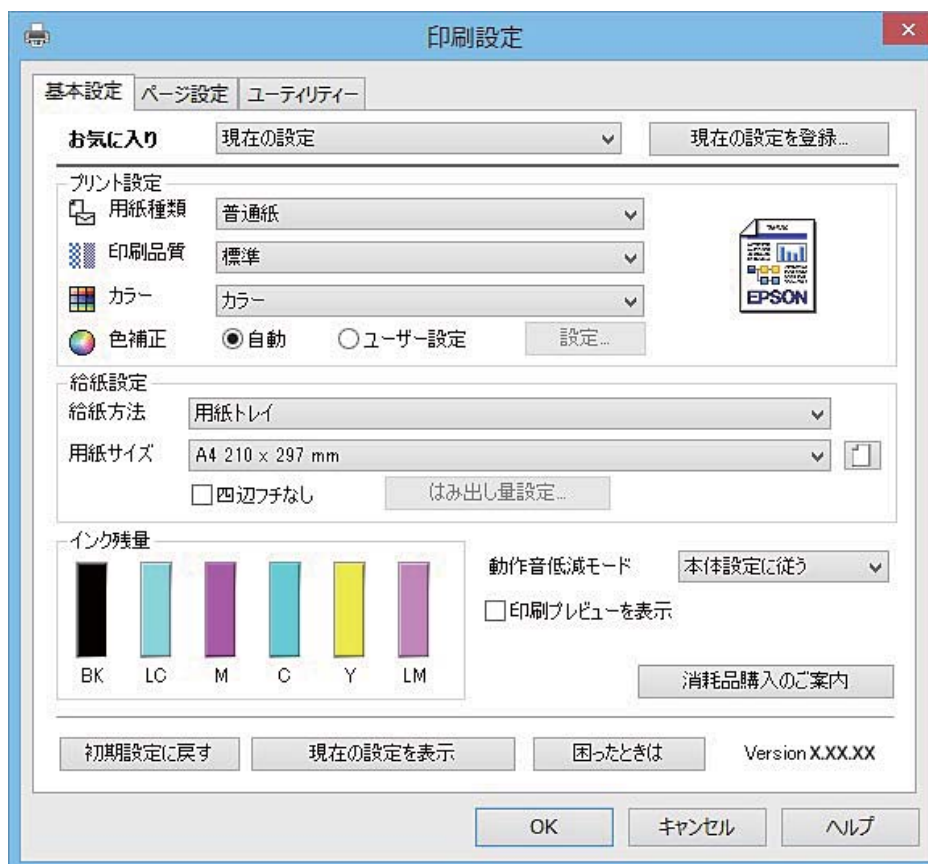 印刷設定
基本設定 ページ設定 ユーティリティー
お気に入り 現在の設定 現在の設定を登録...
プリント設定
用紙種類 普通紙
印刷品質 標準
カラー カラー
EPSON
色補正 自動 ユーザー設定 設定...
給紙設定
給紙方法 用紙トレイ
用紙サイズ A4 210 x 297 mm
四辺フチなし はみ出し量設定...
インク残量
動作音低減モード 本体設定に従う
印刷プレビューを表示
BK LC M C Y LM
消耗品購入のご案内
初期設定に戻す 現在の設定を表示 困ったときは Version X.XX.XX
OK キャンセル ヘルプ